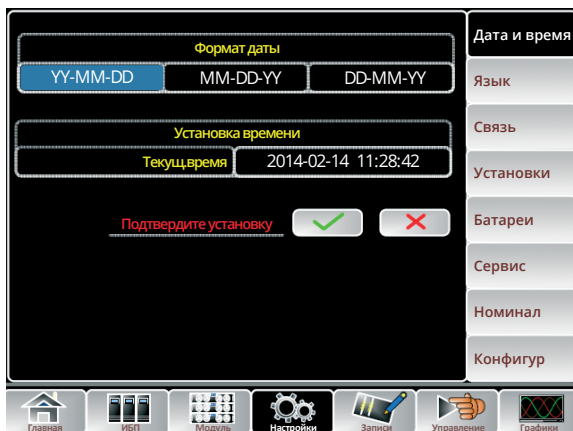 Формат даты
YY-MM-DD MM-DD-YY DD-MM-YY
Установка времени
Текущ.время 2014-02-14 11:28:42
Подтвердите установку
Дата и время
Язык
Связь
Установки
Батареи
Сервис
Номинал
Конфигур
Главная ИБП Модуль Настройки Записи Управление Графики